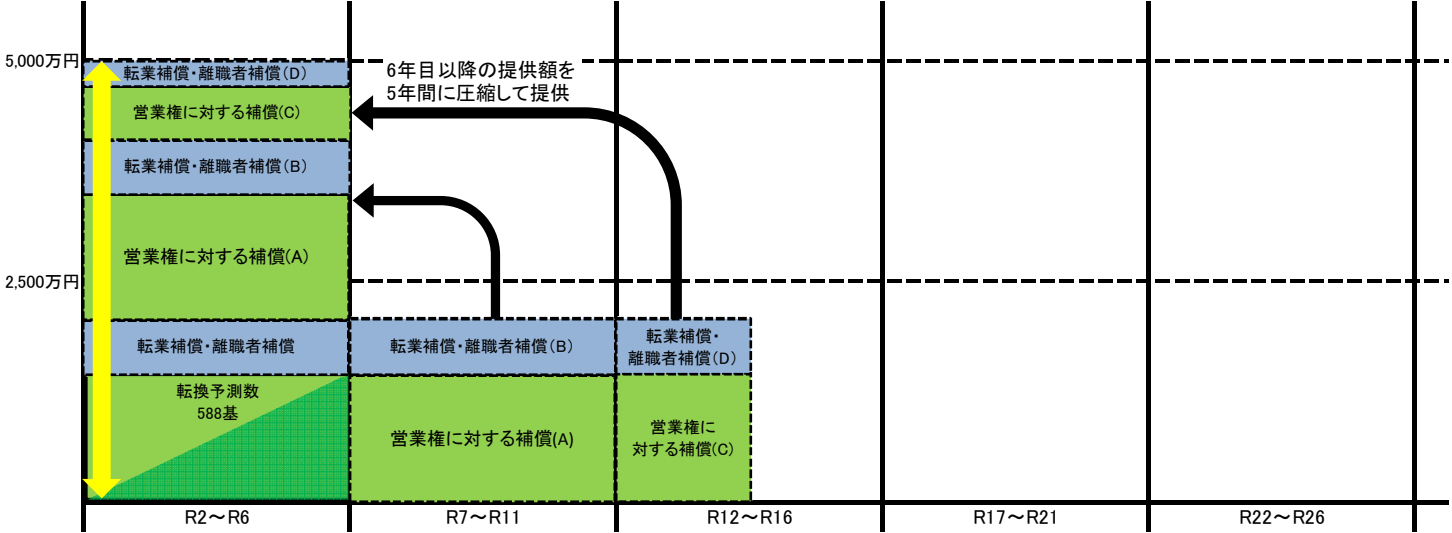 5,000万円
転業補償・離職者補償(D)
6年目以降の提供額を
5年間に圧縮して提供
営業権に対する補償(C)
転業補償・離職者補償(B)
営業権に対する補償(A)
2,500万円
転業補償・離職者補償
転業補償・離職者補償(B)
転業補償・
離職者補償(D)
転換予測数
588基
営業権に対する補償(A)
営業権に
対する補償(C)
R2～R6
R7～R11
R12～R16
R17～R21
R22～R26